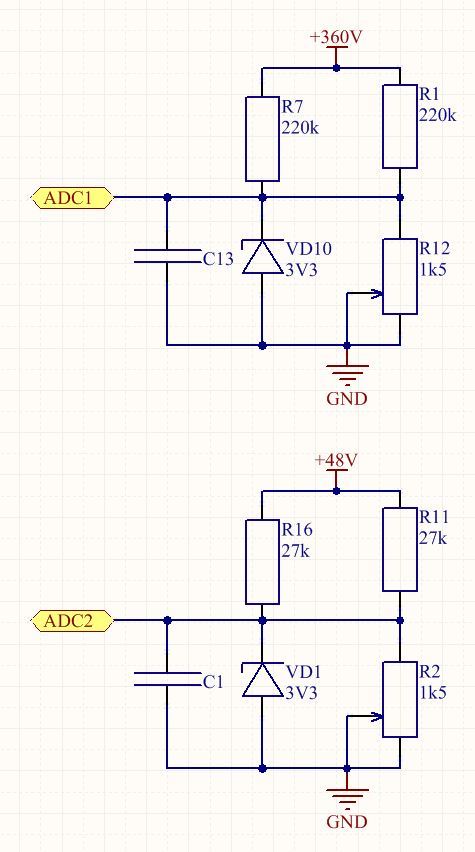 +360V
R7
220k
R1
220k
ADC1
C13
VD10
3V3
R12
1k5
GND
+48V
R16
27k
R11
27k
ADC2
C1
VD1
3V3
R2
1k5
GND